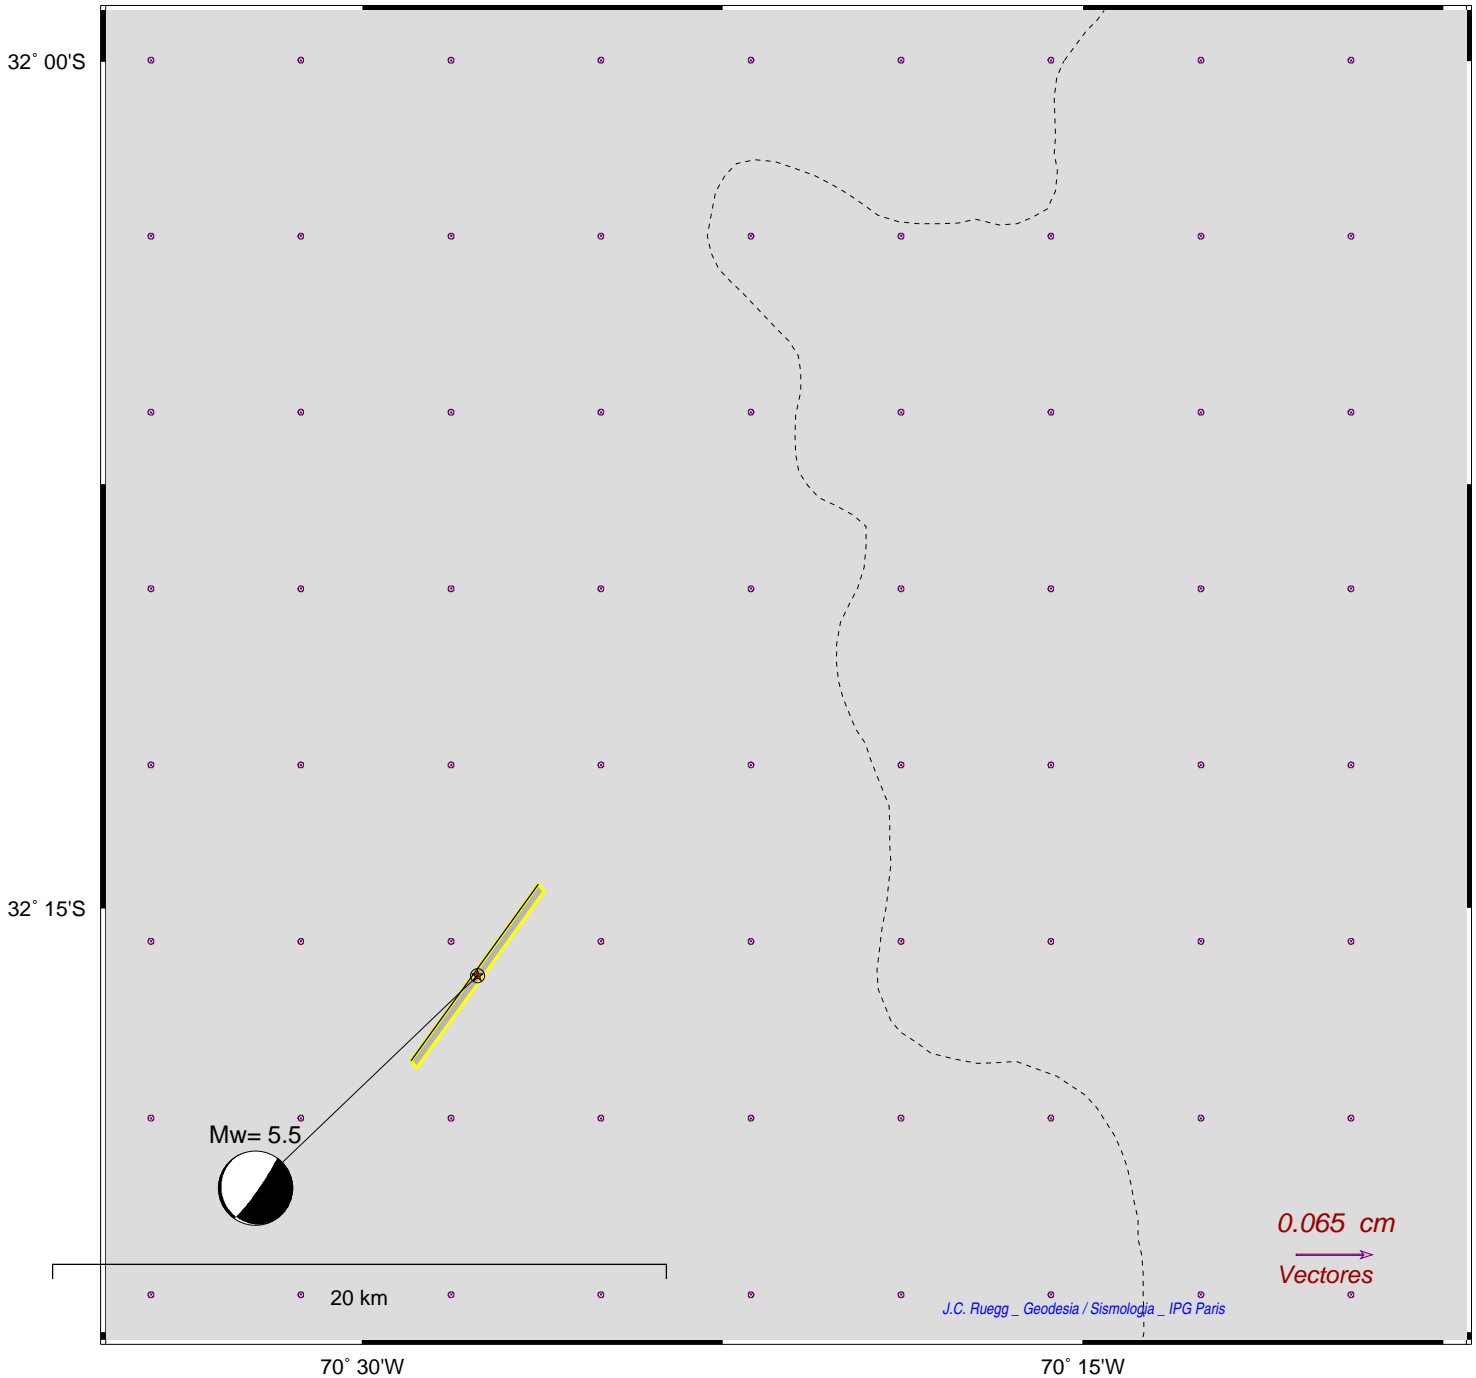 32° 00'S
32° 15'S
Mw= 5.5
0.065 cm
Vectores
20 km
J.C. Ruegg _ Geodesia / Sismologia _ IPG Paris
70° 30'W
70° 15'W